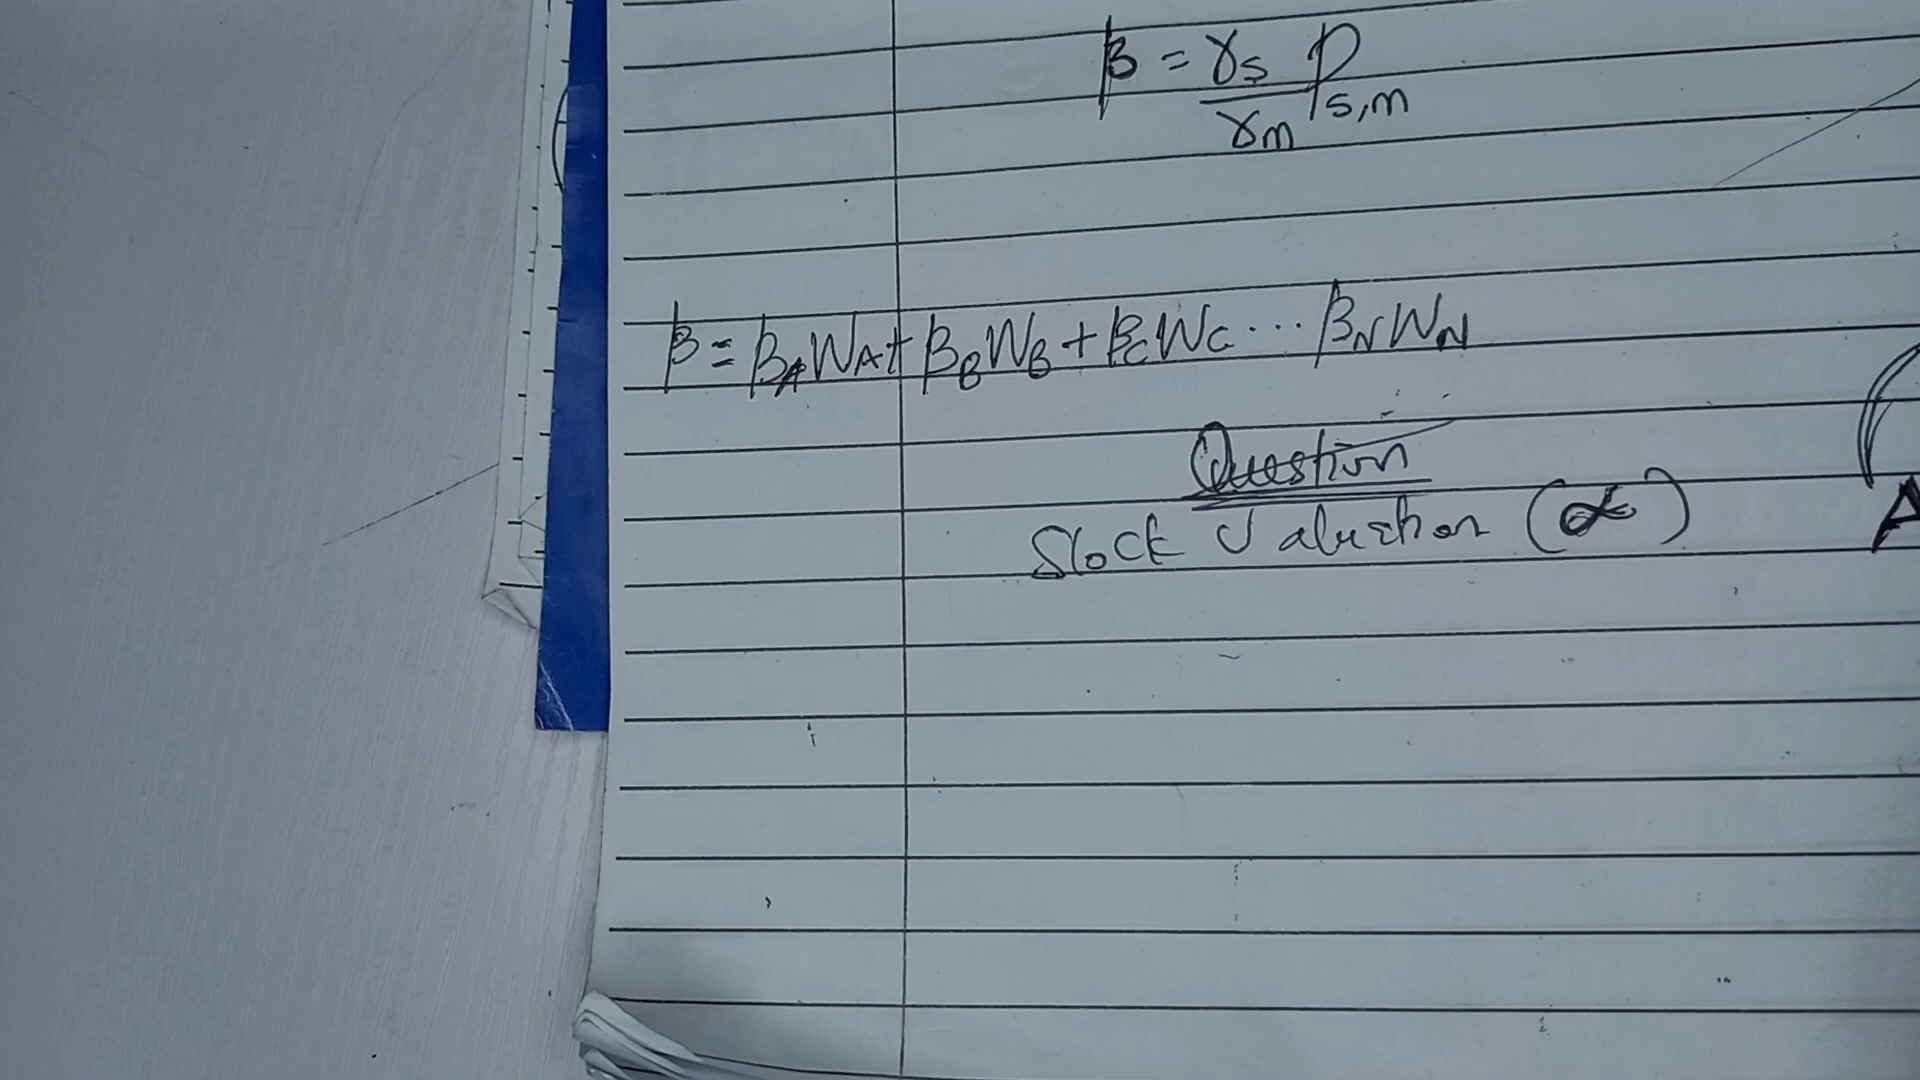 β = γs ρs,m
γm
β = βAWA + βBWB + βCWC ... βNWN
Question
Stock Valuation (α)
A